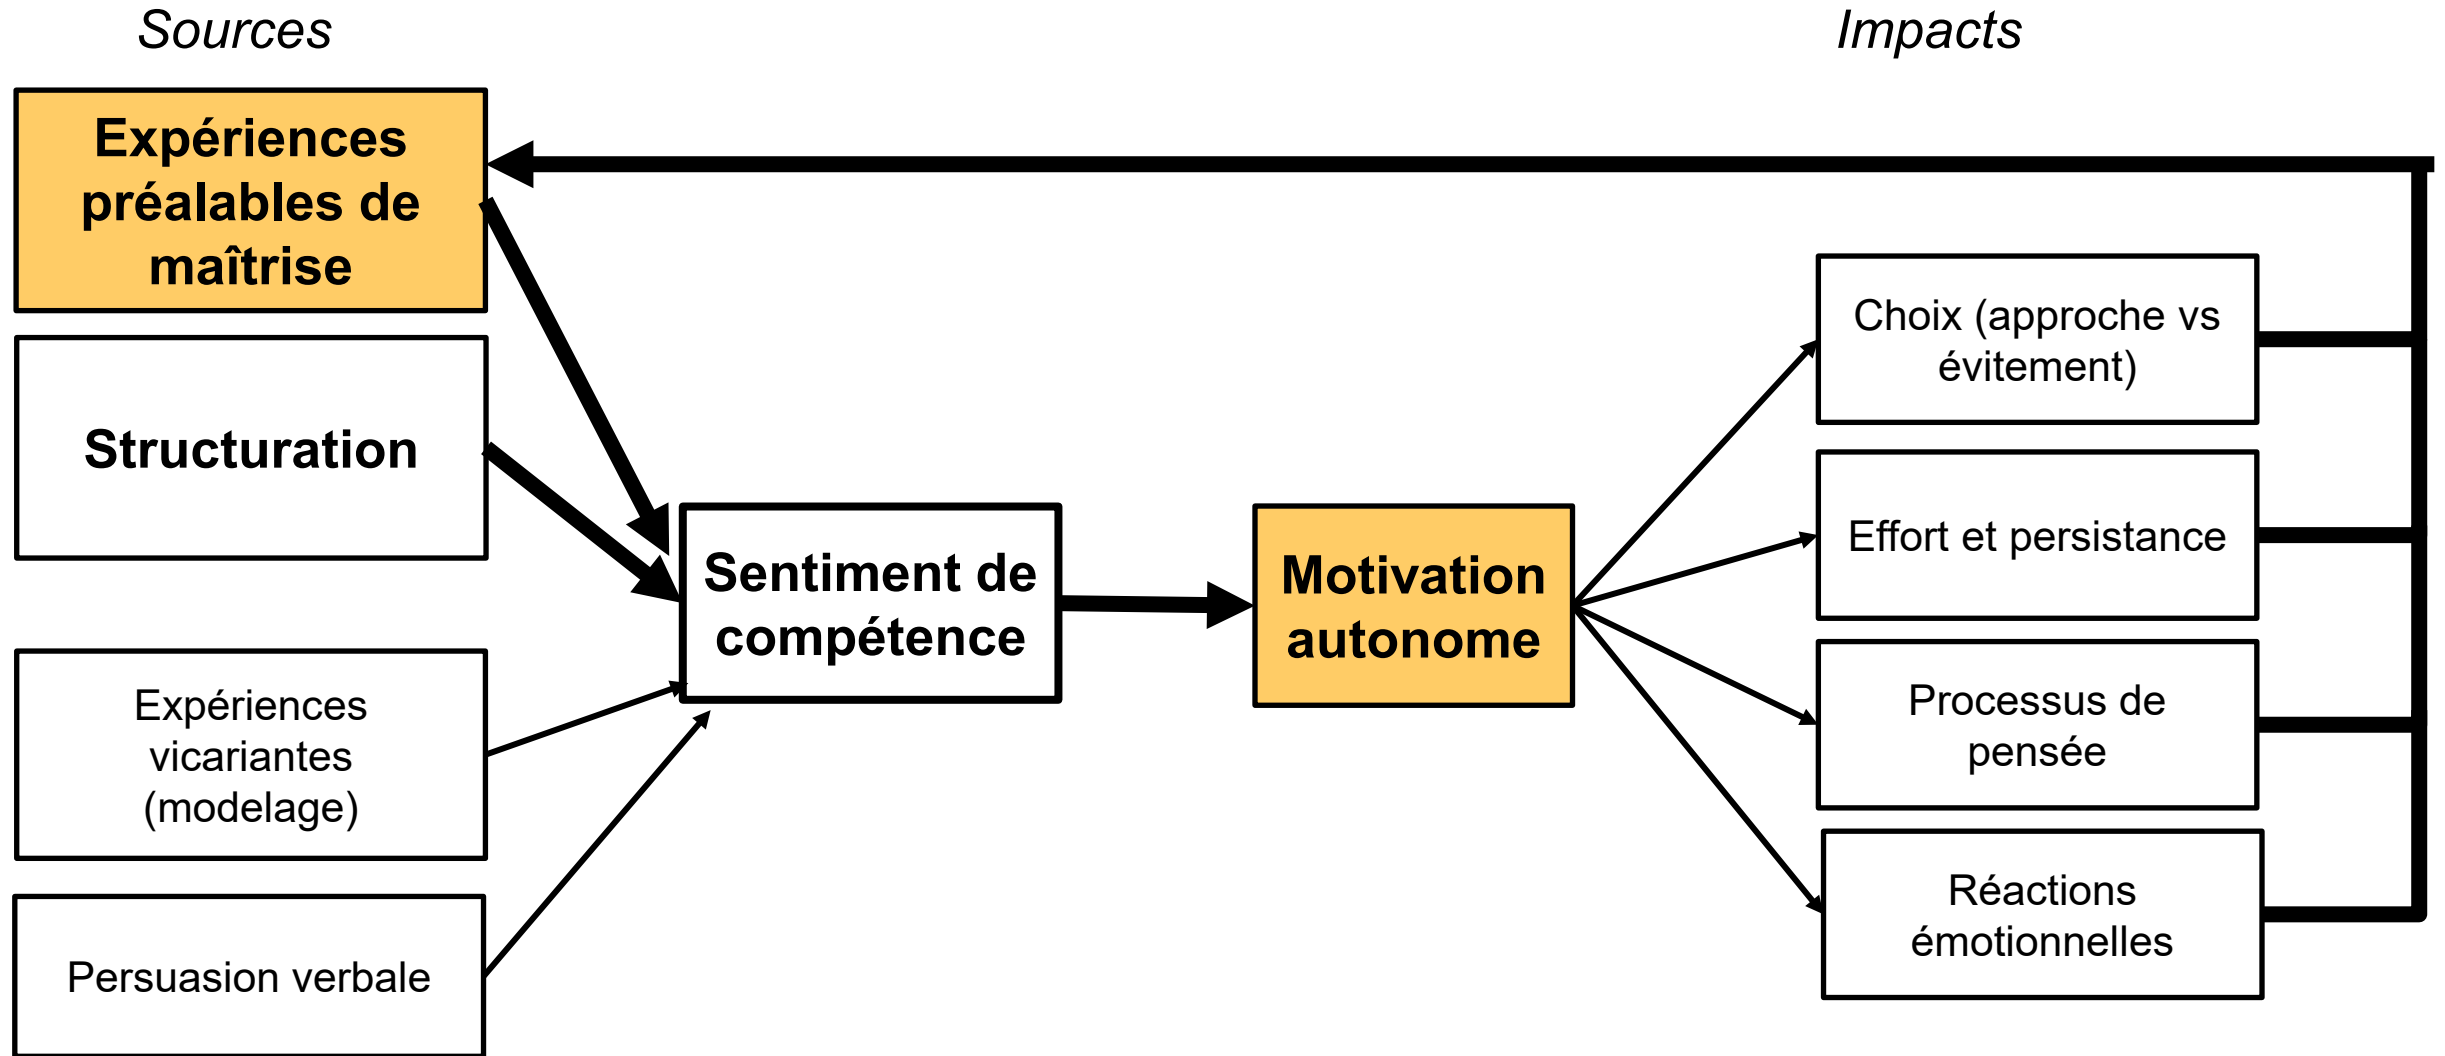 Sources
Impacts
Expériences
préalables de
maîtrise
Structuration
Expériences
vicariantes
(modelage)
Persuasion verbale
Sentiment de
compétence
Motivation
autonome
Choix (approche vs
évitement)
Effort et persistance
Processus de
pensée
Réactions
émotionnelles